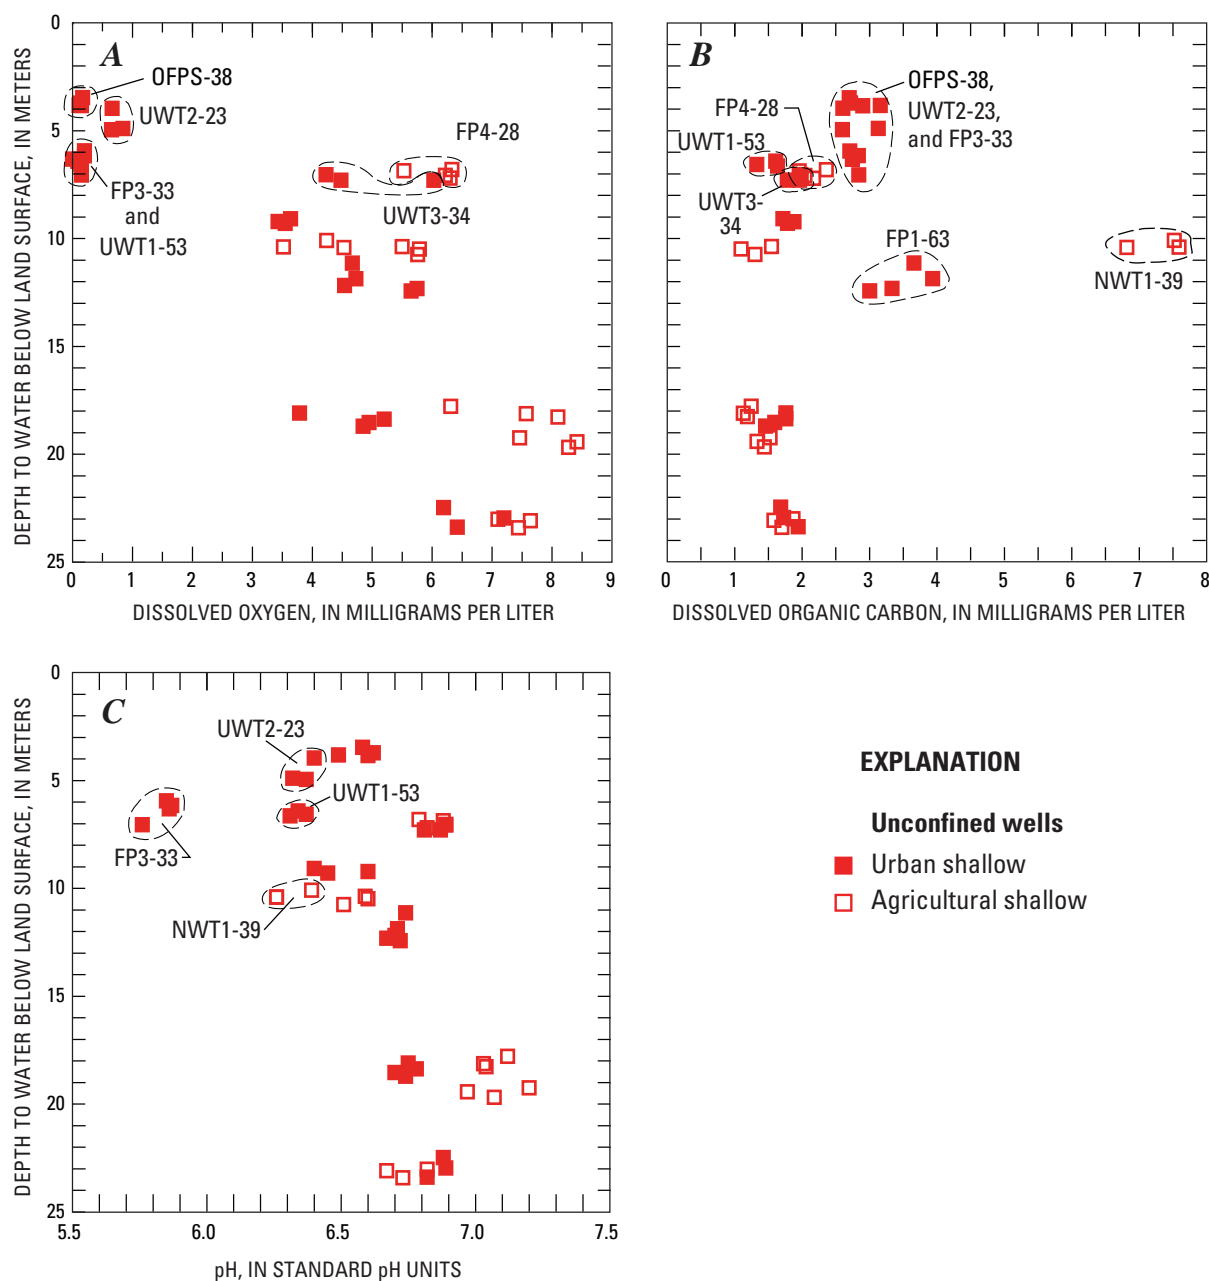 A
DEPTH TO WATER BELOW LAND SURFACE, IN METERS
0
5
10
15
20
25
OFPS-38
UWT2-23
FP4-28
FP3-33
and
UWT1-53
UWT3-34
0 1 2 3 4 5 6 7 8 9
DISSOLVED OXYGEN, IN MILLIGRAMS PER LITER
B
OFPS-38,
UWT2-23,
and FP3-33
FP4-28
UWT1-53
UWT3-
34
FP1-63
NWT1-39
0 1 2 3 4 5 6 7 8
DISSOLVED ORGANIC CARBON, IN MILLIGRAMS PER LITER
C
DEPTH TO WATER BELOW LAND SURFACE, IN METERS
0
5
10
15
20
25
UWT2-23
UWT1-53
FP3-33
NWT1-39
5.5 6.0 6.5 7.0 7.5
pH, IN STANDARD pH UNITS
EXPLANATION
Unconfined wells
Urban shallow
Agricultural shallow